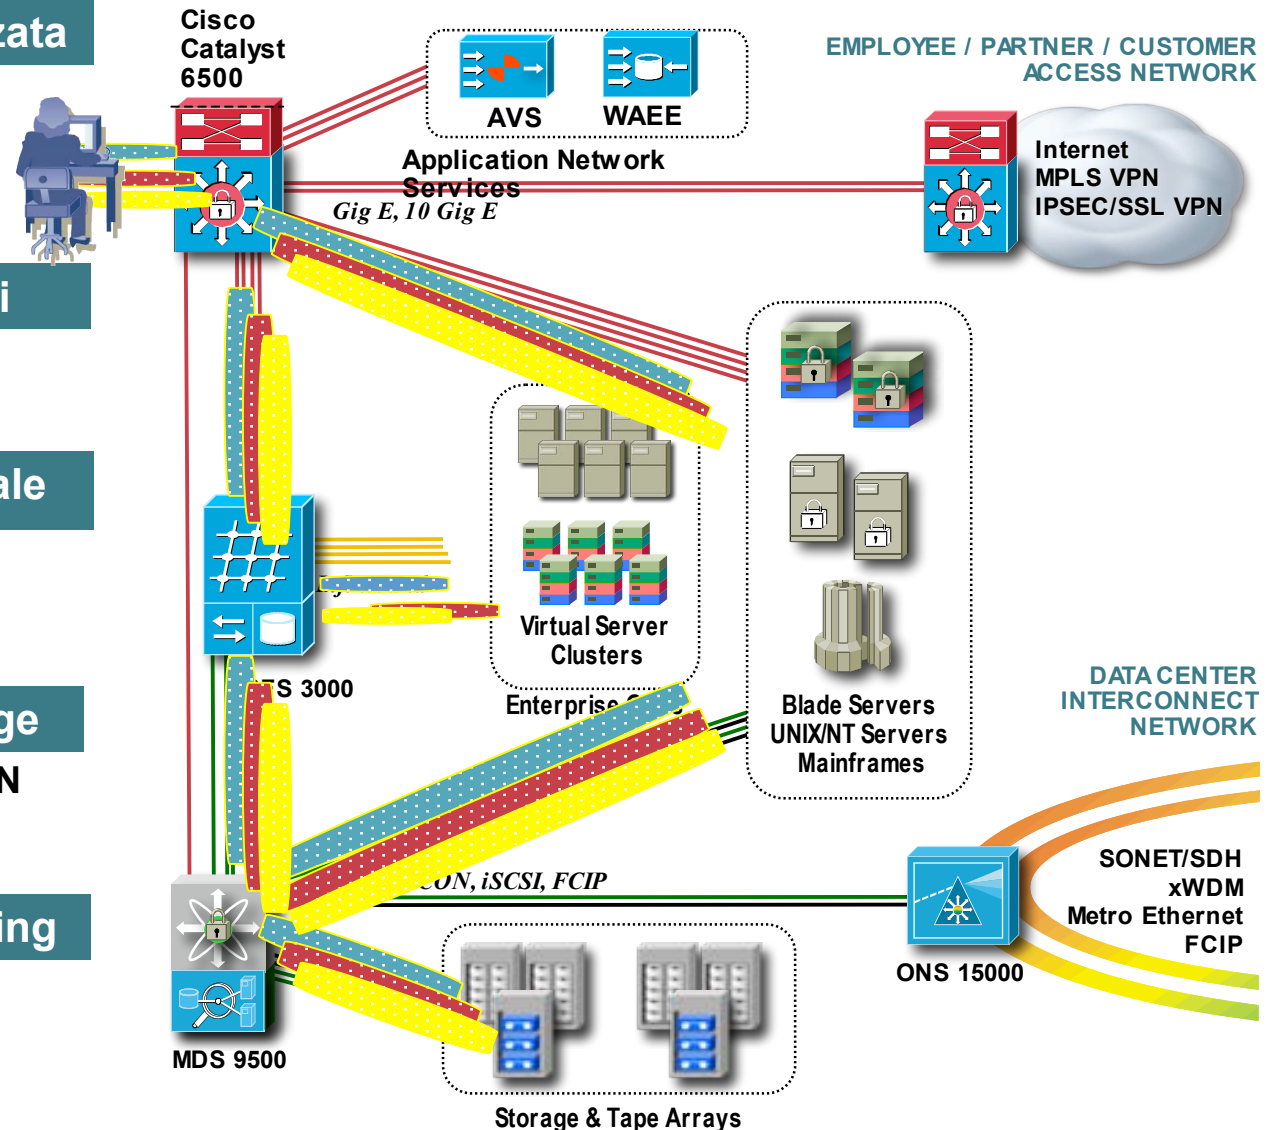 zata
Cisco
Catalyst
6500
AVS
WAEE
Application Network
Services
Gig E, 10 Gig E
EMPLOYEE / PARTNER / CUSTOMER
ACCESS NETWORK
Internet
MPLS VPN
IPSEC/SSL VPN
i
ale
Virtual Server
Clusters
Enterprise
S 3000
Blade Servers
UNIX/NT Servers
Mainframes
DATA CENTER
INTERCONNECT
NETWORK
ge
N
CON, iSCSI, FCIP
SONET/SDH
xWDM
Metro Ethernet
FCIP
ing
ONS 15000
MDS 9500
Storage & Tape Arrays